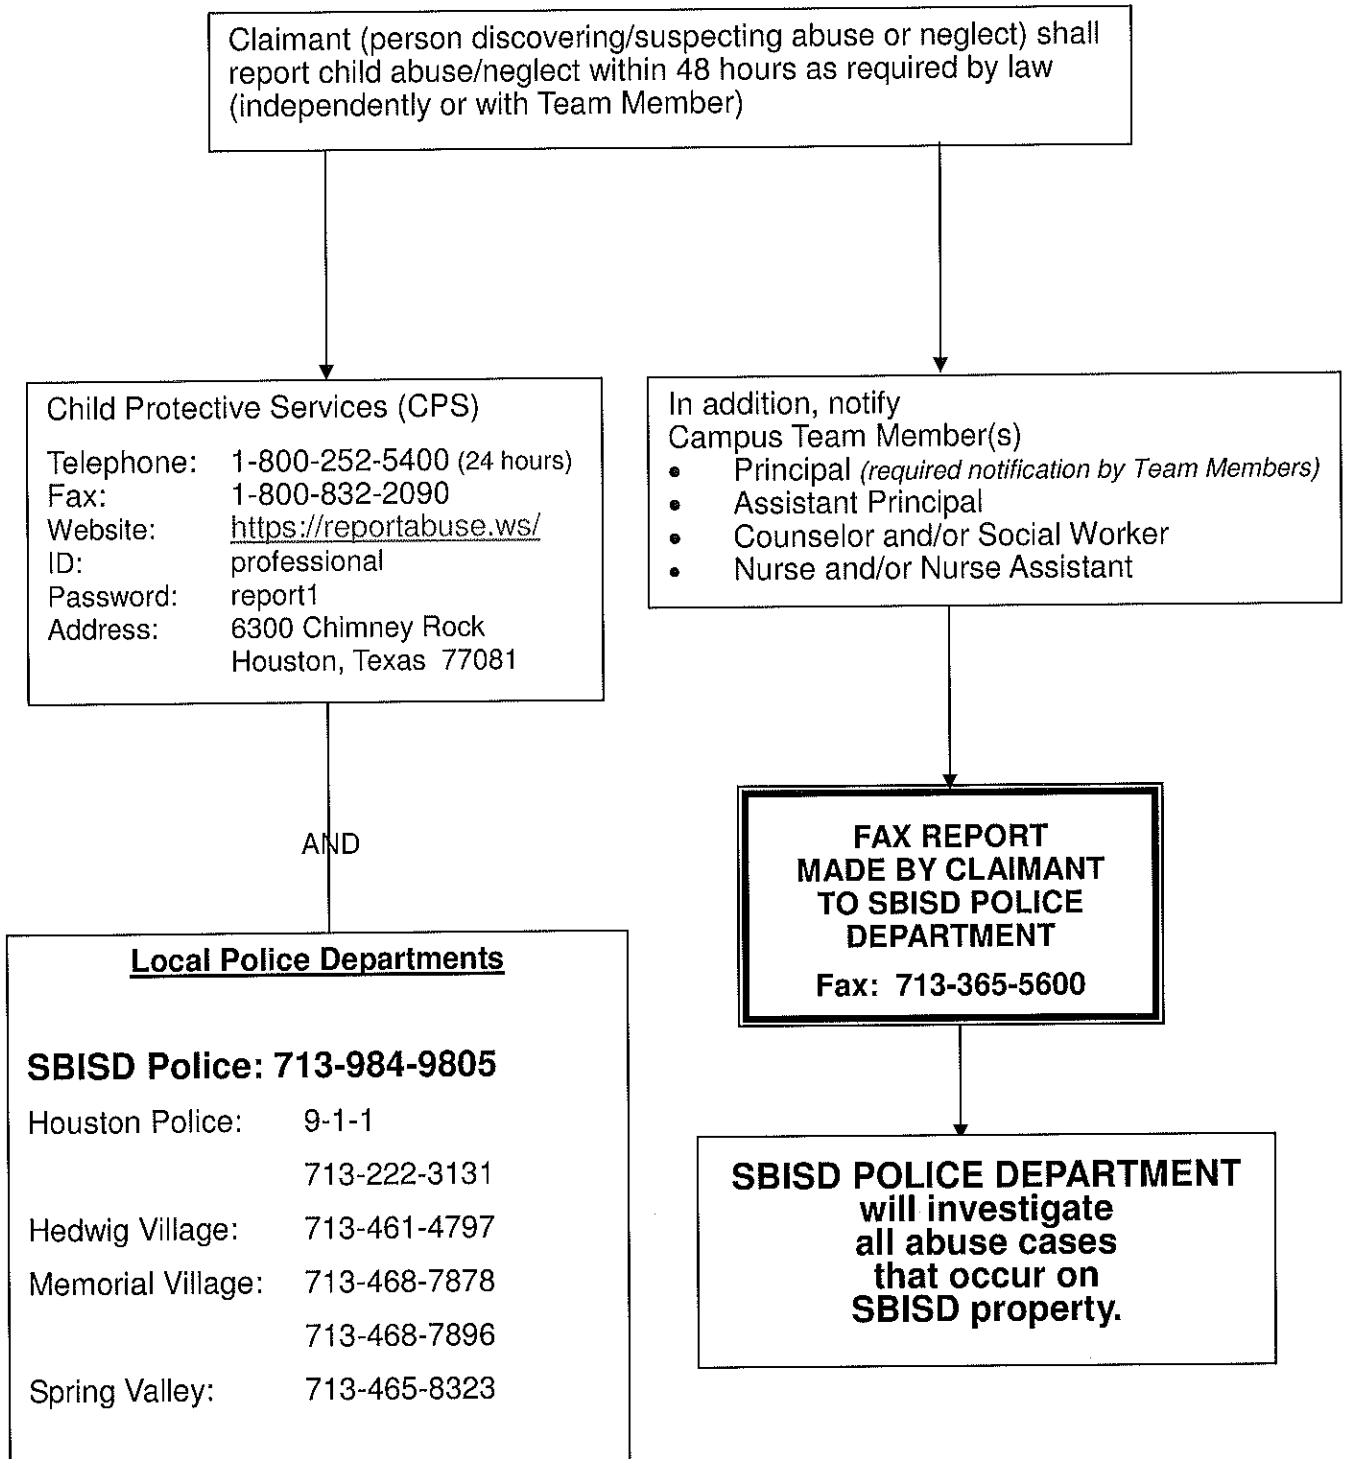 Claimant (person discovering/suspecting abuse or neglect) shall
report child abuse/neglect within 48 hours as required by law
(independently or with Team Member)
Child Protective Services (CPS)
Telephone: 1-800-252-5400 (24 hours)
Fax: 1-800-832-2090
Website: https://reportabuse.ws/
ID: professional
Password: report1
Address: 6300 Chimney Rock
Houston, Texas 77081
AND
Local Police Departments
SBISD Police: 713-984-9805
Houston Police: 9-1-1
713-222-3131
Hedwig Village: 713-461-4797
Memorial Village: 713-468-7878
713-468-7896
Spring Valley: 713-465-8323
In addition, notify
Campus Team Member(s)
• Principal (required notification by Team Members)
• Assistant Principal
• Counselor and/or Social Worker
• Nurse and/or Nurse Assistant
FAX REPORT
MADE BY CLAIMANT
TO SBISD POLICE
DEPARTMENT
Fax: 713-365-5600
SBISD POLICE DEPARTMENT
will investigate
all abuse cases
that occur on
SBISD property.